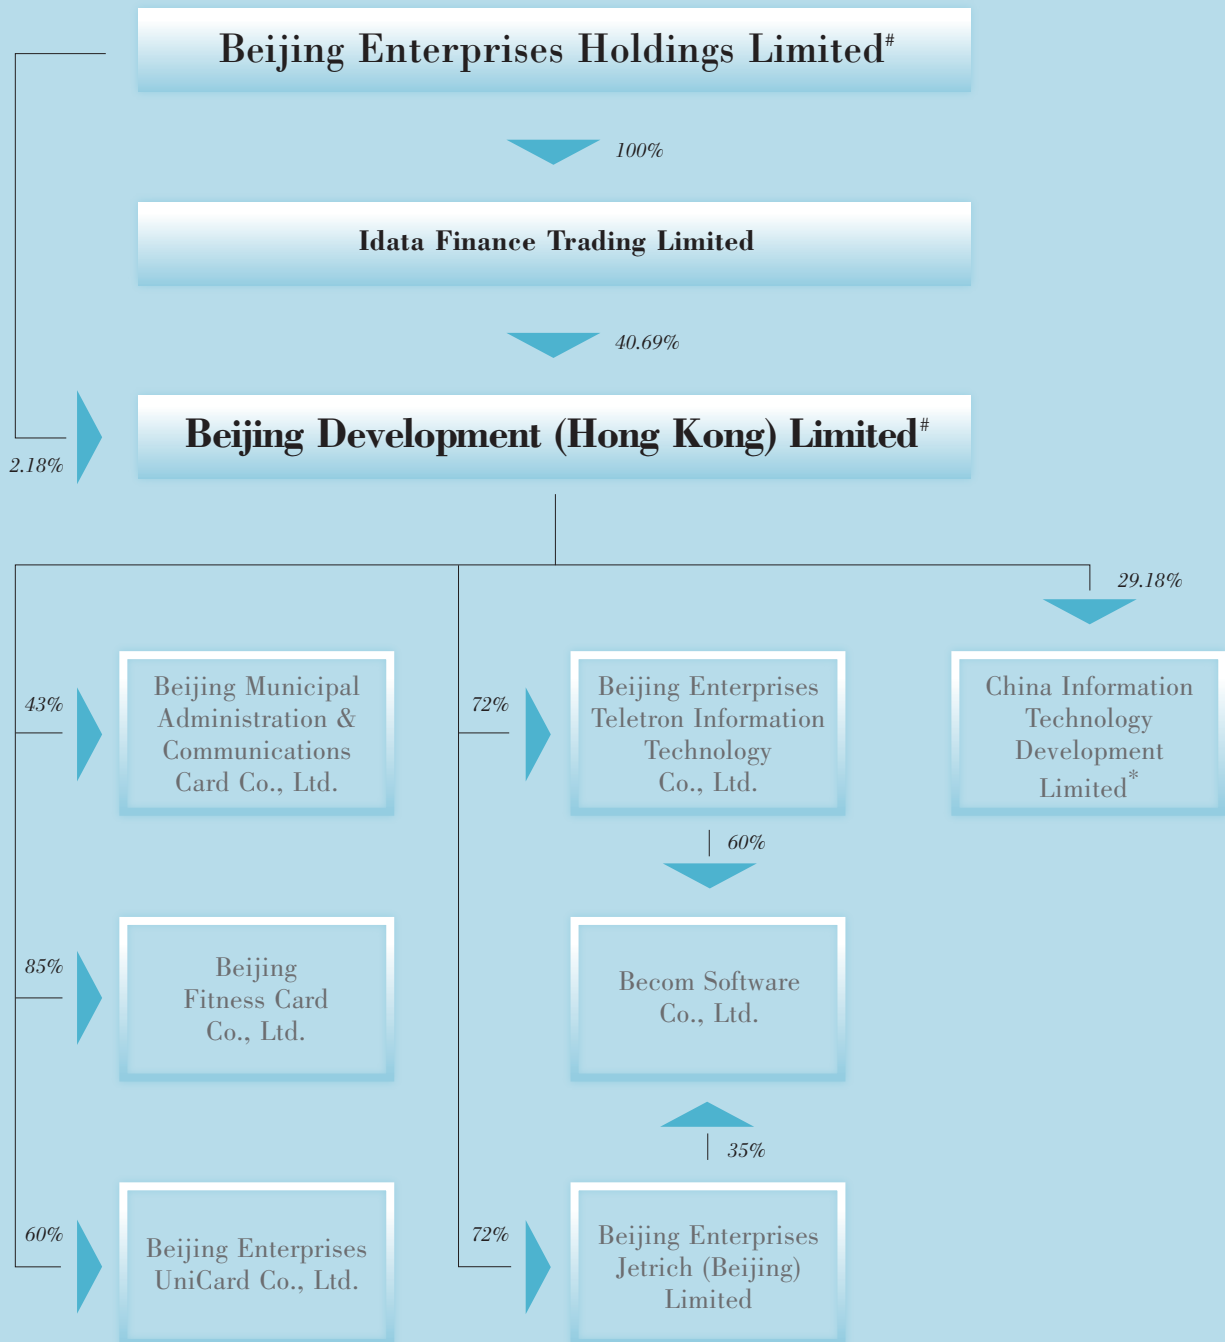 Beijing Enterprises Holdings Limited#
100%
Idata Finance Trading Limited
40.69%
Beijing Development (Hong Kong) Limited#
2.18%
29.18%
43%
Beijing Municipal
Administration &
Communications
Card Co., Ltd.
72%
Beijing Enterprises
Teletron Information
Technology
Co., Ltd.
China Information
Technology
Development
Limited*
60%
85%
Beijing
Fitness Card
Co., Ltd.
Becom Software
Co., Ltd.
35%
60%
Beijing Enterprises
UniCard Co., Ltd.
72%
Beijing Enterprises
Jetrich (Beijing)
Limited